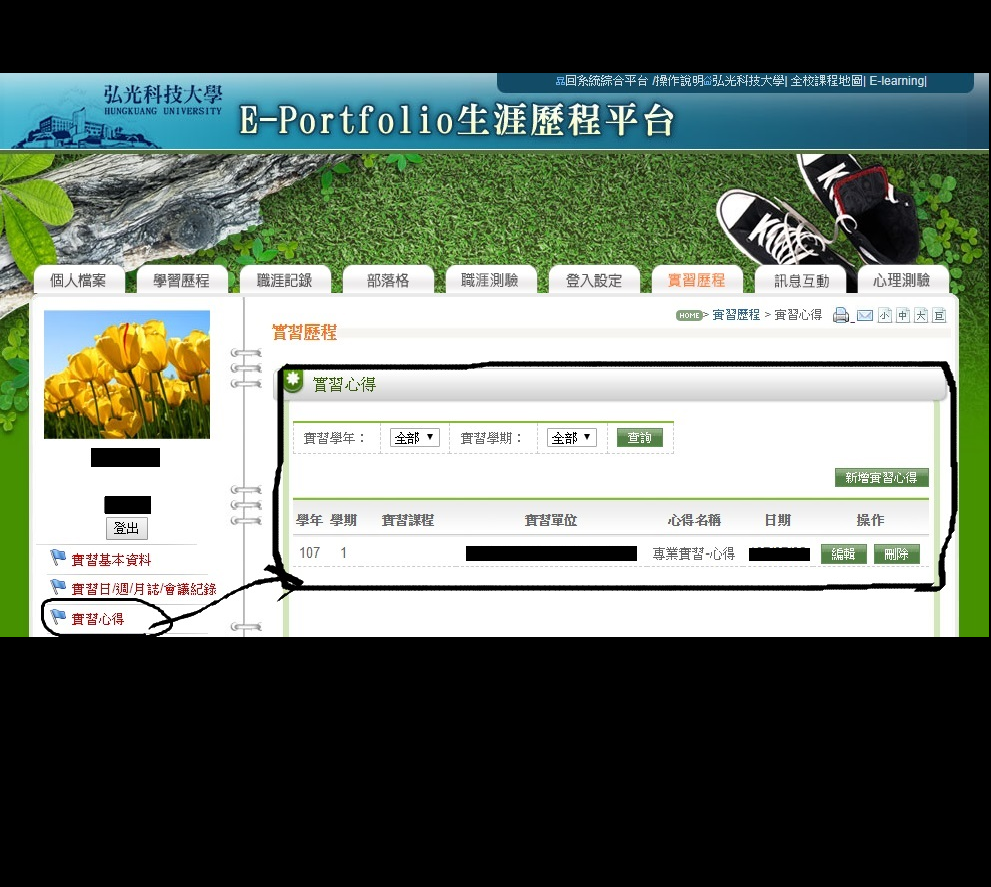 回系統綜合平台 /操作說明 弘光科技大學| 全校課程地圖| E-learning|
弘光科技大學
HUNGKUANG UNIVERSITY
E-Portfolio生涯歷程平台
個人檔案 學習歷程 職涯記錄 部落格 職涯測驗 登入設定 實習歷程 訊息互動 心理測驗
HOME > 實習歷程 > 實習心得 小 中 大 亘
實習歷程
實習心得
實習學年： 全部 實習學期： 全部 查詢
新增實習心得
學年 學期 實習課程 實習單位 心得名稱 日期 操作
107 1 專業實習-心得 編輯 刪除
登出
實習基本資料
實習日/週/月誌/會議紀錄
實習心得